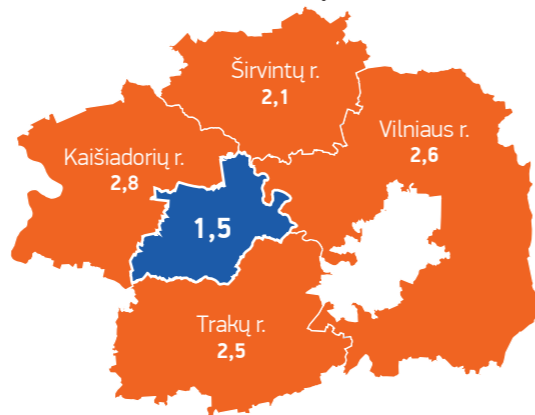 Širvintų r.
2,1
Vilniaus r.
2,6
Kaišiadorių r.
2,8
1,5
Trakų r.
2,5